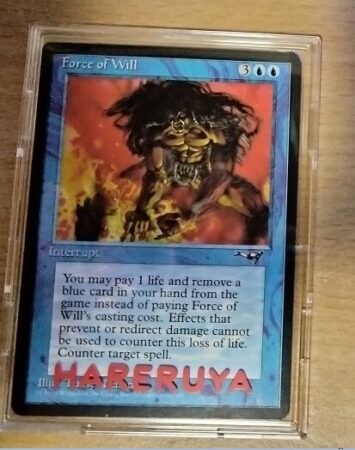 Force of Will 3
Interrupt
You may pay 1 life and remove a
blue card in your hand from the
game instead of paying Force of
Will's casting cost. Effects that
prevent or redirect damage cannot
be used to counter this loss of life.
Counter target spell.
HARERUYA